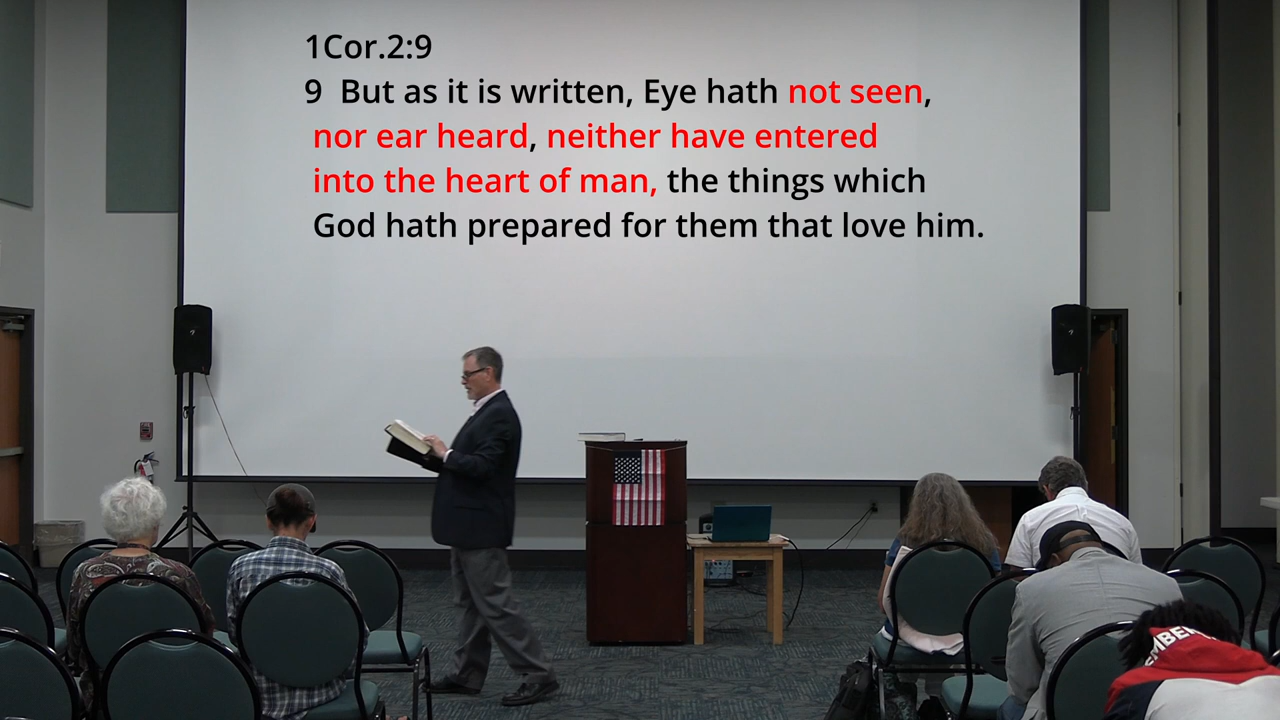 1Cor.2:9
9 But as it is written, Eye hath not seen,
nor ear heard, neither have entered
into the heart of man, the things which
God hath prepared for them that love him.
EMBER